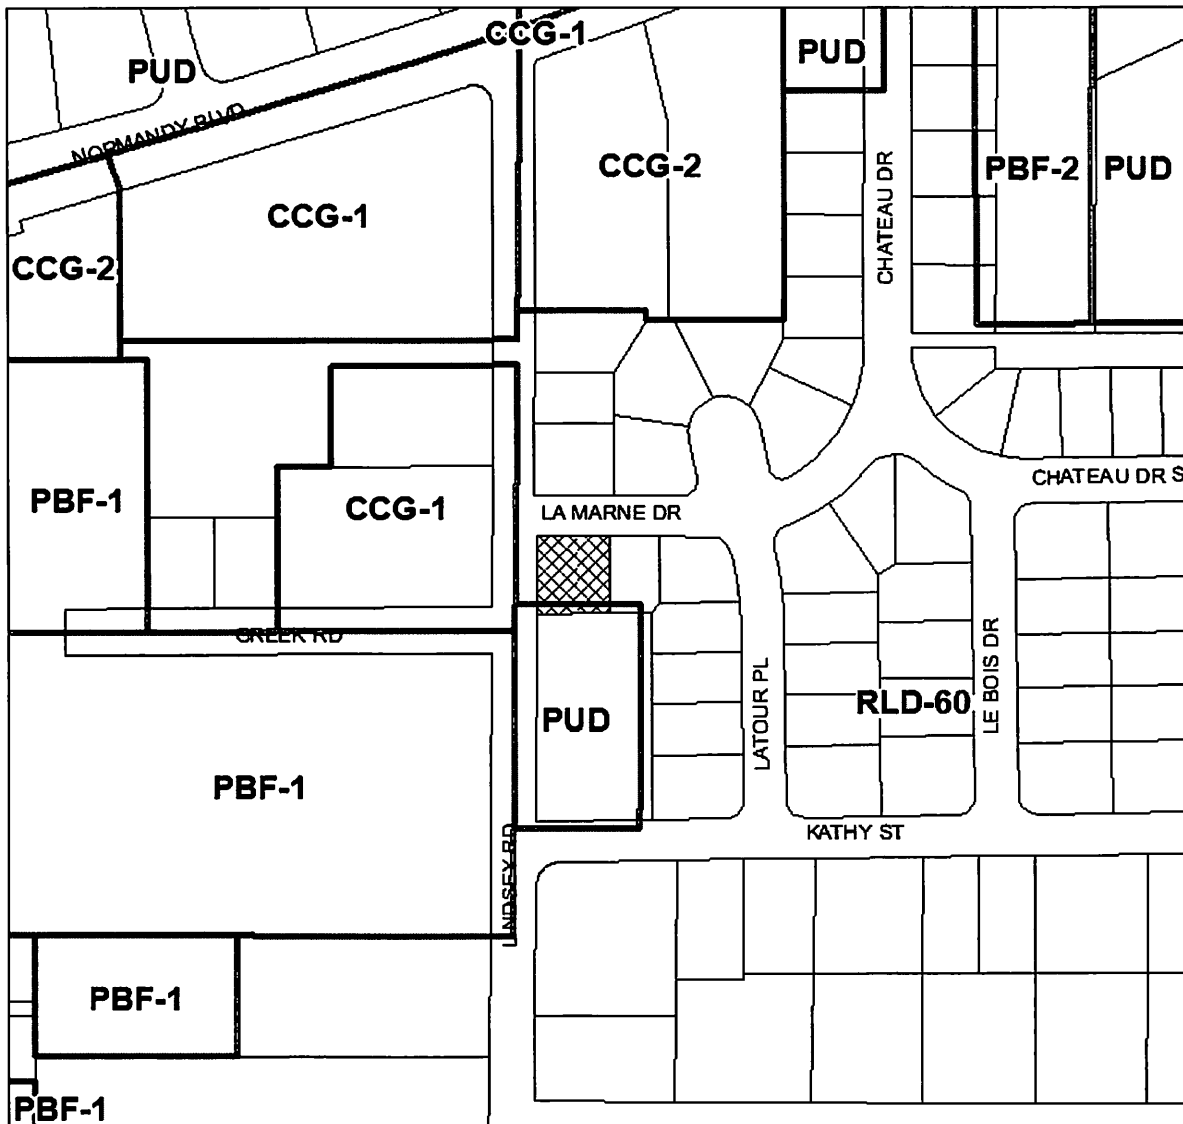 CCG-1
PUD
PUD
NORMANDY BLVD
CCG-2
PBF-2
PUD
CHATEAU DR
CCG-1
CCG-2
PBF-1
CCG-1
CHATEAU DR S
LA MARNE DR
CREEK RD
LE BOIS DR
RLD-60
PUD
LATOUR PL
PBF-1
KATHY ST
LINDSEY RD
PBF-1
PBF-1